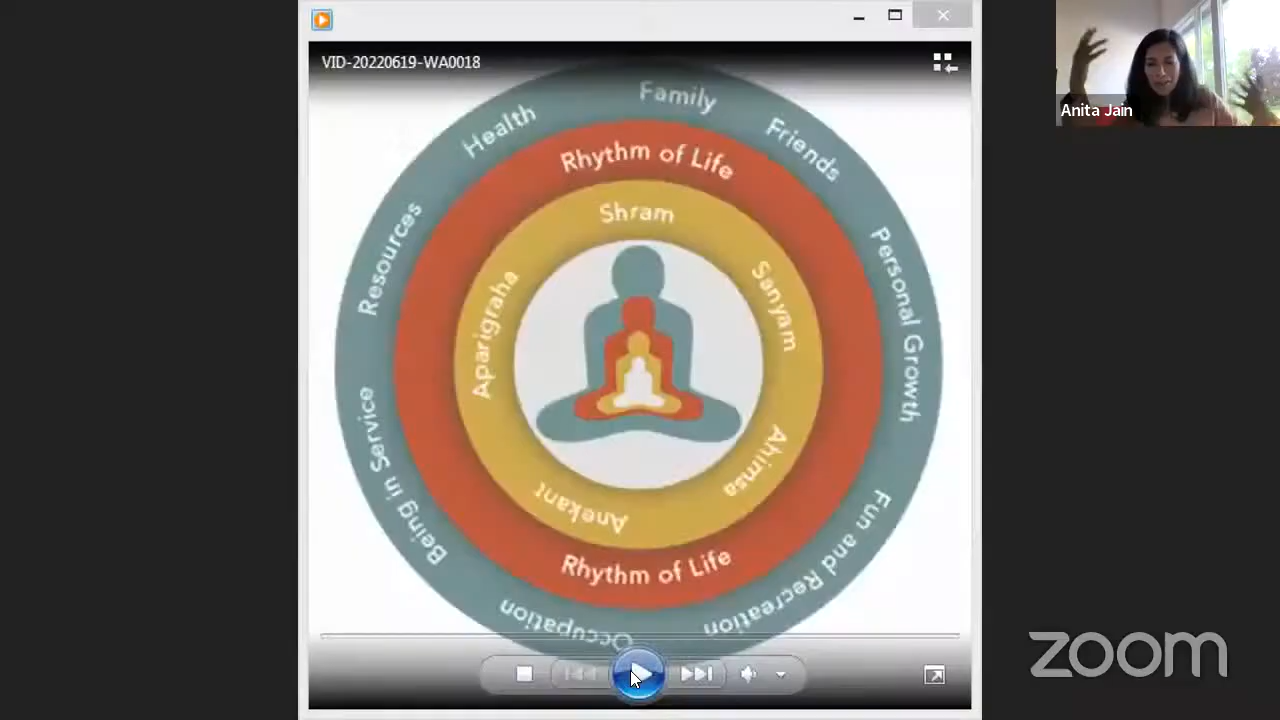 VID-20220619-WA0018
Anita Jain
Family
Friends
Personal Growth
Fun and Recreation
Occupation
Being in Service
Resources
Health
Rhythm of Life
Shram
Sanyam
Ahimsa
Anekant
Aparigraha
Rhythm of Life
zoom